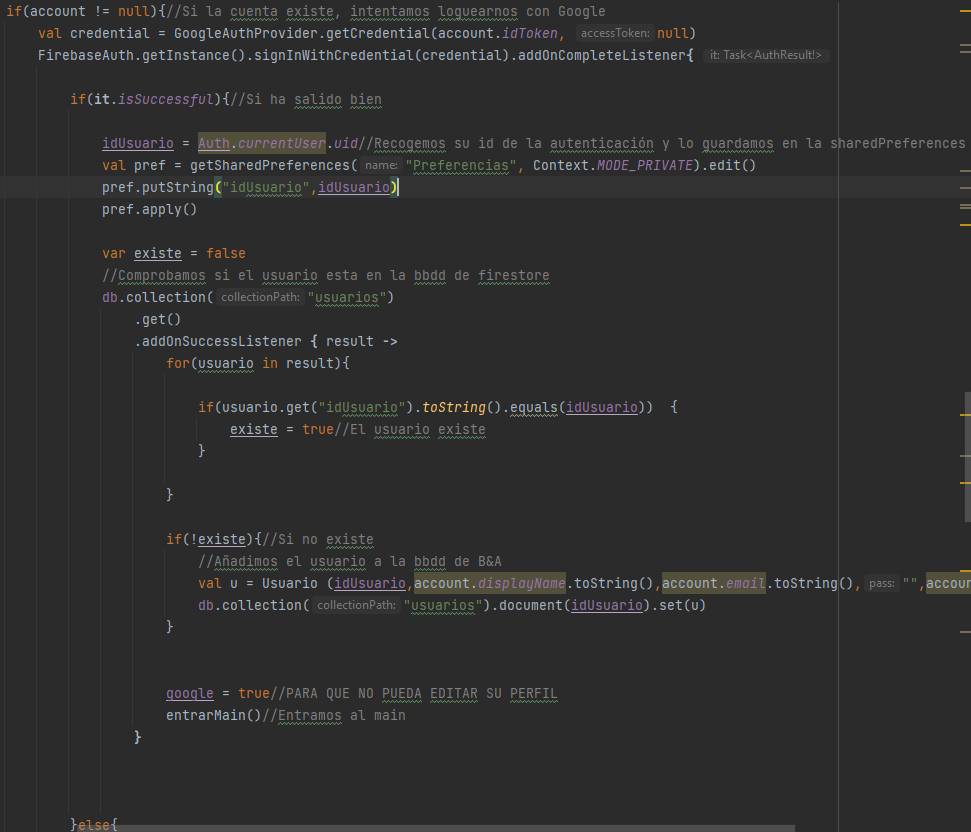 if(account != null){//Si la cuenta existe, intentamos loguearnos con Google
val credential = GoogleAuthProvider.getCredential(account.idToken, accessToken: null)
FirebaseAuth.getInstance().signInWithCredential(credential).addOnCompleteListener{ it: Task<AuthResult!>
if(it.isSuccessful){//Si ha salido bien
idUsuario = Auth.currentUser.uid//Recogemos su id de la autenticación y lo guardamos en la sharedPreferences
val pref = getSharedPreferences( name: "Preferencias", Context.MODE_PRIVATE).edit()
pref.putString("idUsuario",idUsuario)
pref.apply()
var existe = false
//Comprobamos si el usuario esta en la bbdd de firestore
db.collection( collectionPath: "usuarios")
.get()
.addOnSuccessListener { result ->
for(usuario in result){
if(usuario.get("idUsuario").toString().equals(idUsuario)) {
existe = true//El usuario existe
}
}
if(!existe){//Si no existe
//Añadimos el usuario a la bbdd de B&A
val u = Usuario (idUsuario,account.displayName.toString(),account.email.toString(), pass: "",accoun
db.collection( collectionPath: "usuarios").document(idUsuario).set(u)
}
google = true//PARA QUE NO PUEDA EDITAR SU PERFIL
entrarMain()//Entramos al main
}
}else{